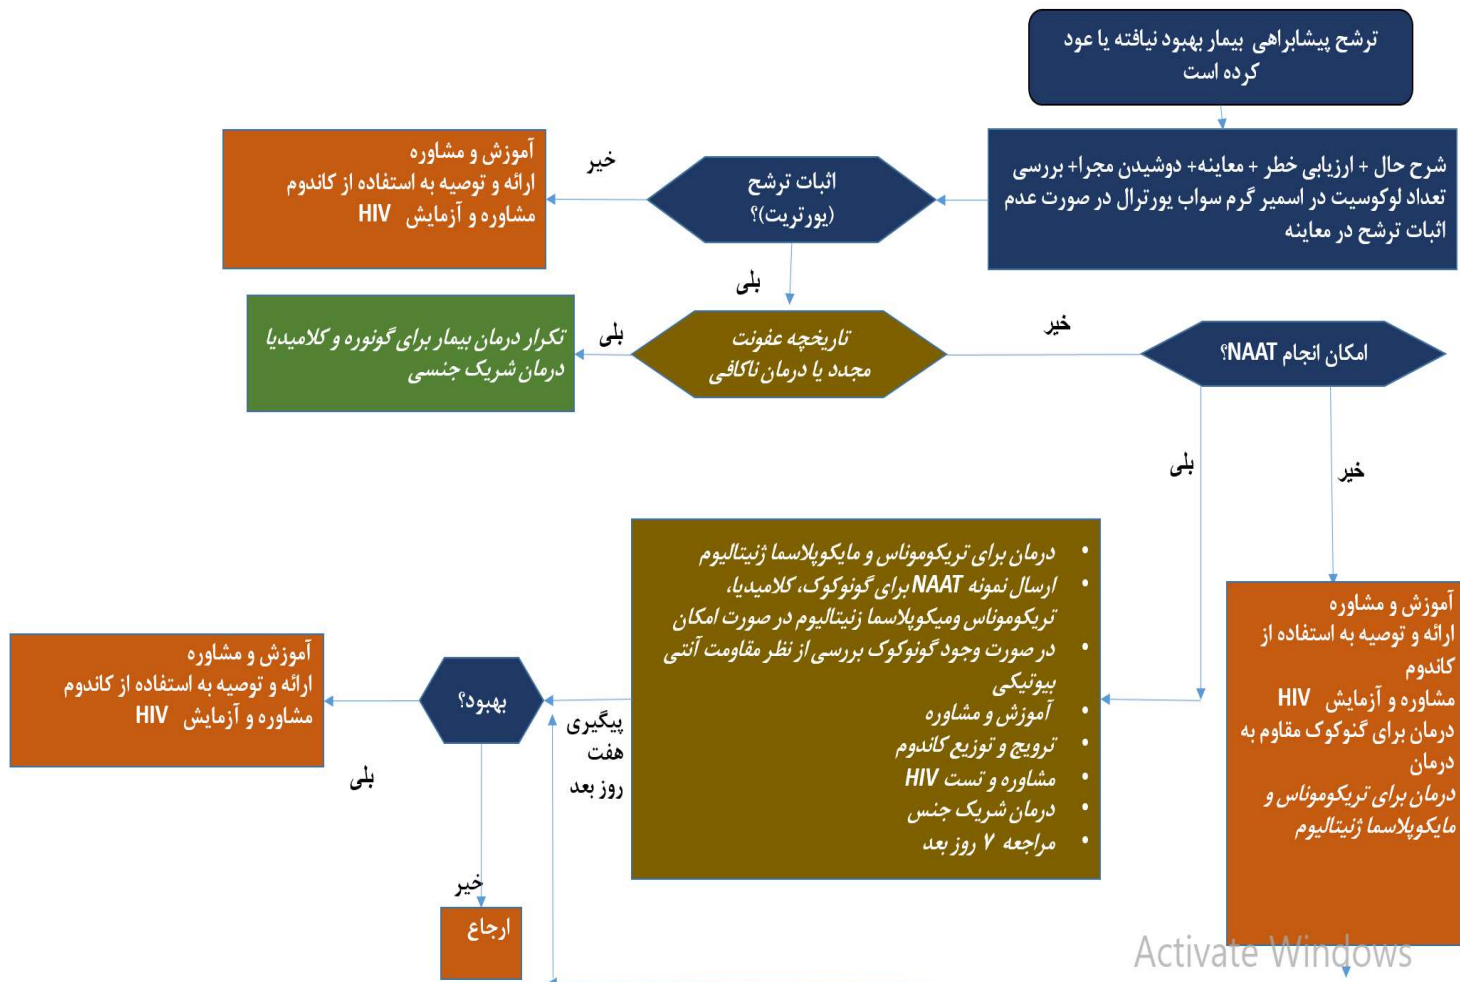 ترشح پیشابراهی بیمار بهبود نیافته یا عود
کرده است
شرح حال + ارزیابی خطر + معاینه+ دوشیدن مجرا+ بررسی
تعداد لوکوسیت در اسمیر گرم سواب یورترال در صورت عدم
اثبات ترشح در معاینه
اثبات ترشح
(یورتریت)؟
خیر
آموزش و مشاوره
ارائه و توصیه به استفاده از کاندوم
مشاوره و آزمایش HIV
بلی
تاریخچه عفونت
مجدد یا درمان ناکافی
بلی
تکرار درمان بیمار برای گونوره و کلامیدیا
درمان شریک جنسی
خیر
امکان انجام NAAT؟
بلی
خیر
• درمان برای تریکوموناس و مایکوپلاسما ژنیتالیوم
• ارسال نمونه NAAT برای گونوکوک، کلامیدیا،
تریکوموناس ومیکوپلاسما زنیتالیوم در صورت امکان
• در صورت وجود گونوکوک بررسی از نظر مقاومت آنتی
بیوتیکی
• آموزش و مشاوره
• ترویج و توزیع کاندوم
• مشاوره و تست HIV
• درمان شریک جنس
• مراجعه ۷ روز بعد
آموزش و مشاوره
ارائه و توصیه به استفاده از
کاندوم
مشاوره و آزمایش HIV
درمان برای گنوکوک مقاوم به
درمان
درمان برای تریکوموناس و
مایکوپلاسما ژنیتالیوم
پیگیری
هفت
روز بعد
بهبود؟
بلی
آموزش و مشاوره
ارائه و توصیه به استفاده از کاندوم
مشاوره و آزمایش HIV
خیر
ارجاع
Activate Windows